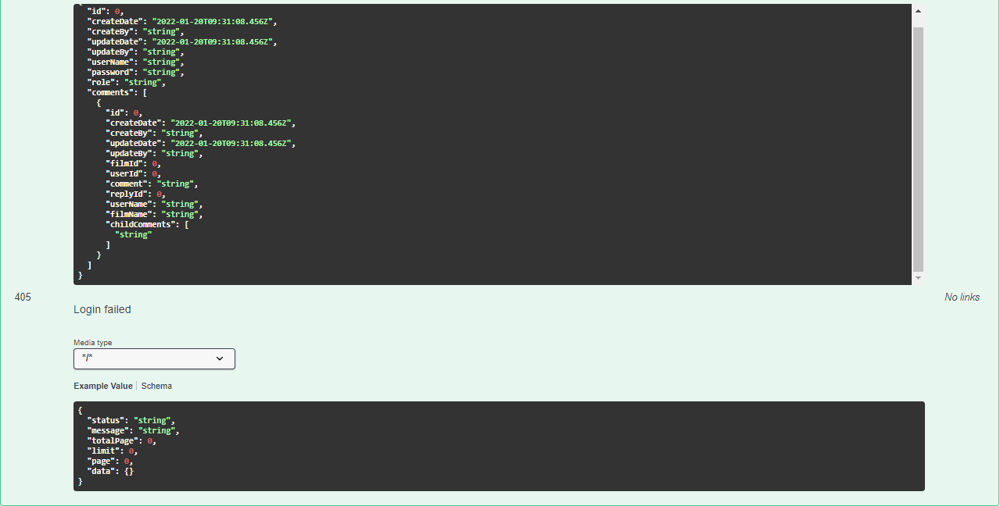 {
"id": 0,
"createDate": "2022-01-20T09:31:08.456Z",
"createBy": "string",
"updateDate": "2022-01-20T09:31:08.456Z",
"updateBy": "string",
"userName": "string",
"password": "string",
"role": "string",
"comments": [
{
"id": 0,
"createDate": "2022-01-20T09:31:08.456Z",
"createBy": "string",
"updateDate": "2022-01-20T09:31:08.456Z",
"updateBy": "string",
"filmId": 0,
"userId": 0,
"comment": "string",
"replyId": 0,
"userName": "string",
"filmName": "string",
"childComments": [
"string"
]
}
]
}
405
No links
Login failed
Media type
*/*
Example Value | Schema
{
"status": "string",
"message": "string",
"totalPage": 0,
"limit": 0,
"page": 0,
"data": {}
}